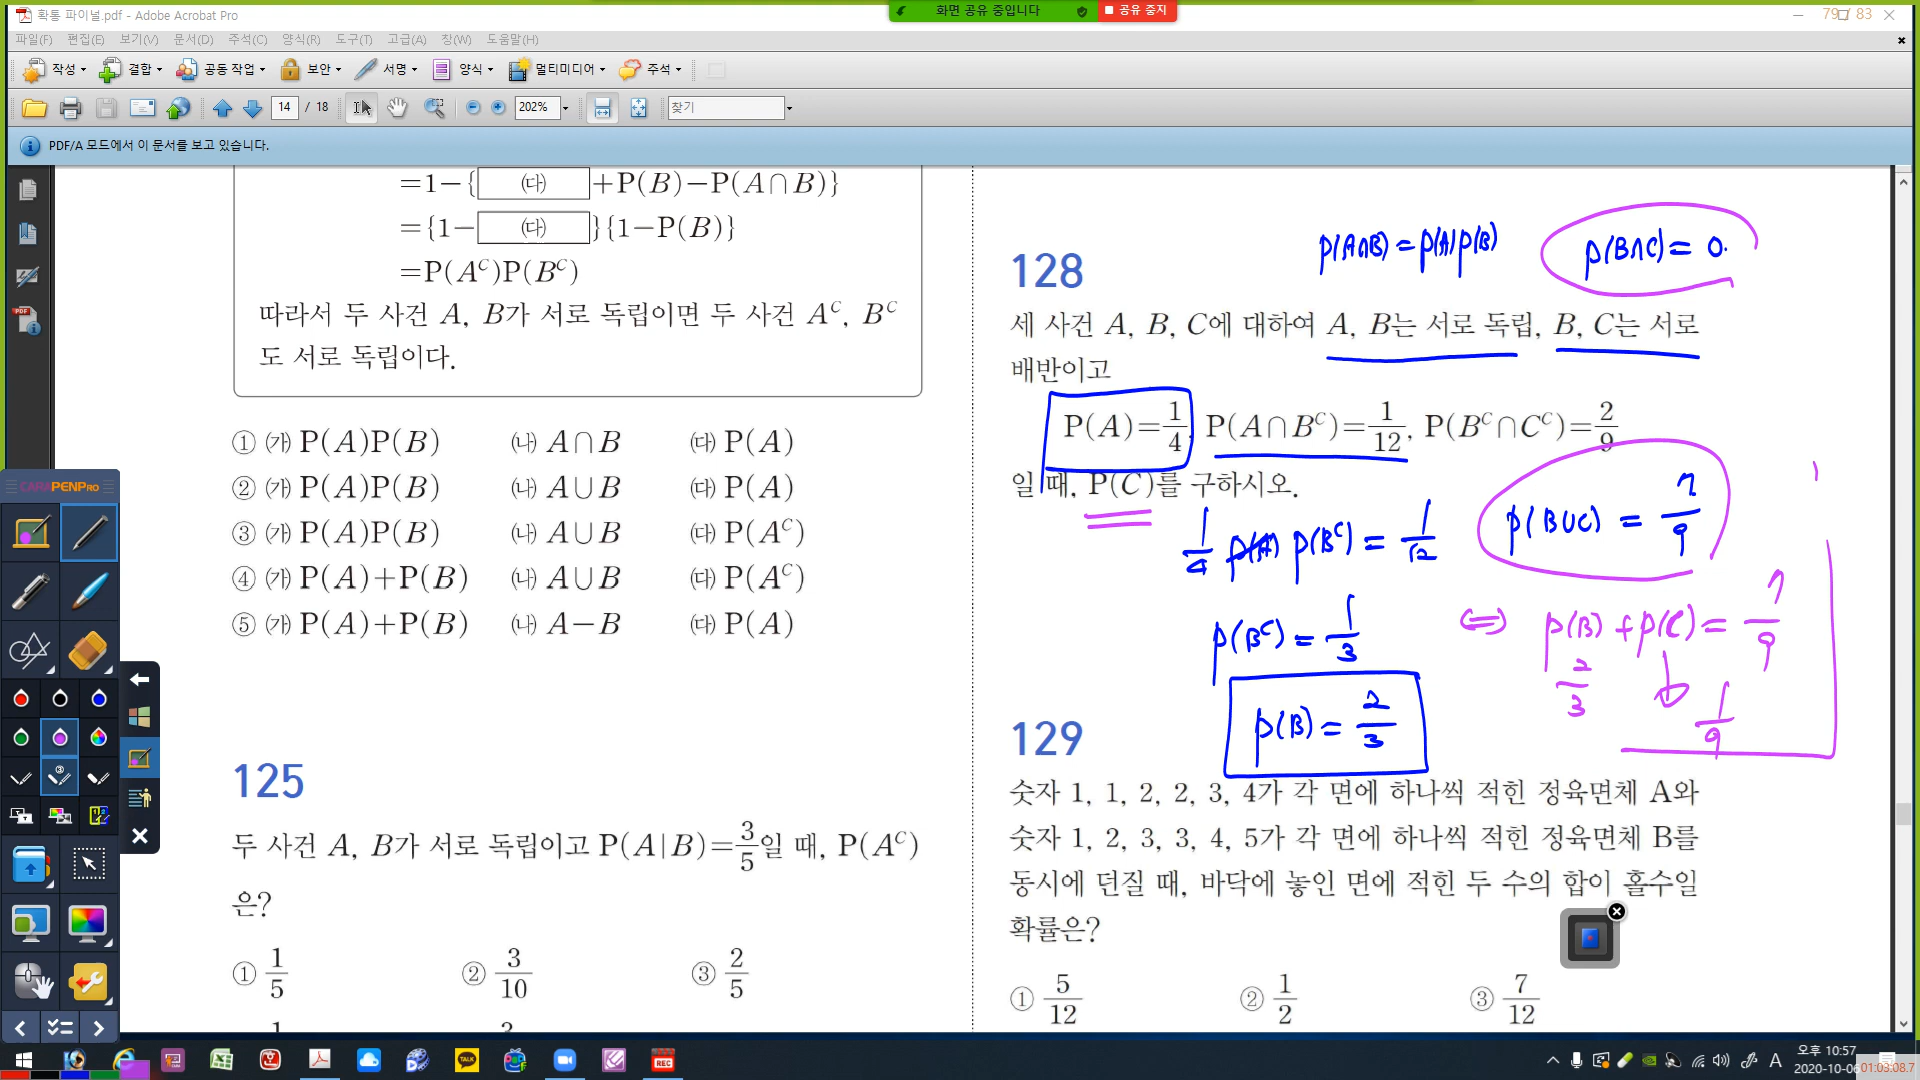 확통 파이널.pdf - Adobe Acrobat Pro
화면 공유 중입니다
공유 중지
79 / 83
파일(F) 편집(E) 보기(V) 문서(D) 주석(C) 양식(R) 도구(T) 고급(A) 창(W) 도움말(H)
작성 결합 공동 작업 보안 서명 양식 멀티미디어 주석
14 / 18 202% 찾기
PDF/A 모드에서 이 문서를 보고 있습니다.
=1-{ (다) +P(B)-P(A∩B)}
={1- (다) }{1-P(B)}
=P(A^C)P(B^C)
따라서 두 사건 A, B가 서로 독립이면 두 사건 A^C, B^C
도 서로 독립이다.
① (가) P(A)P(B) (나) A∩B (다) P(A)
② (가) P(A)P(B) (나) A∪B (다) P(A)
③ (가) P(A)P(B) (나) A∪B (다) P(A^C)
④ (가) P(A)+P(B) (나) A∪B (다) P(A^C)
⑤ (가) P(A)+P(B) (나) A-B (다) P(A)
125
두 사건 A, B가 서로 독립이고 P(A|B)=3/5일 때, P(A^C)
은?
① 1/5 ② 3/10 ③ 2/5
P(A∩B) = P(A)P(B)
P(B∩C) = 0.
128
세 사건 A, B, C에 대하여 A, B는 서로 독립, B, C는 서로
배반이고
P(A)=1/4, P(A∩B^C)=1/12, P(B^C∩C^C)=2/9
일 때, P(C)를 구하시오.
1/4 P(A) P(B^C) = 1/12
P(B∪C) = 7/9
P(B^C) = 1/3
⇔ P(B) + P(C) = 7/9
2/3
1/9
P(B) = 2/3
129
숫자 1, 1, 2, 2, 3, 4가 각 면에 하나씩 적힌 정육면체 A와
숫자 1, 2, 3, 3, 4, 5가 각 면에 하나씩 적힌 정육면체 B를
동시에 던질 때, 바닥에 놓인 면에 적힌 두 수의 합이 홀수일
확률은?
① 5/12 ② 1/2 ③ 7/12
CARAPENPRO
TALK
REC
A
오후 10:57
2020-10-06
01:03:08.7